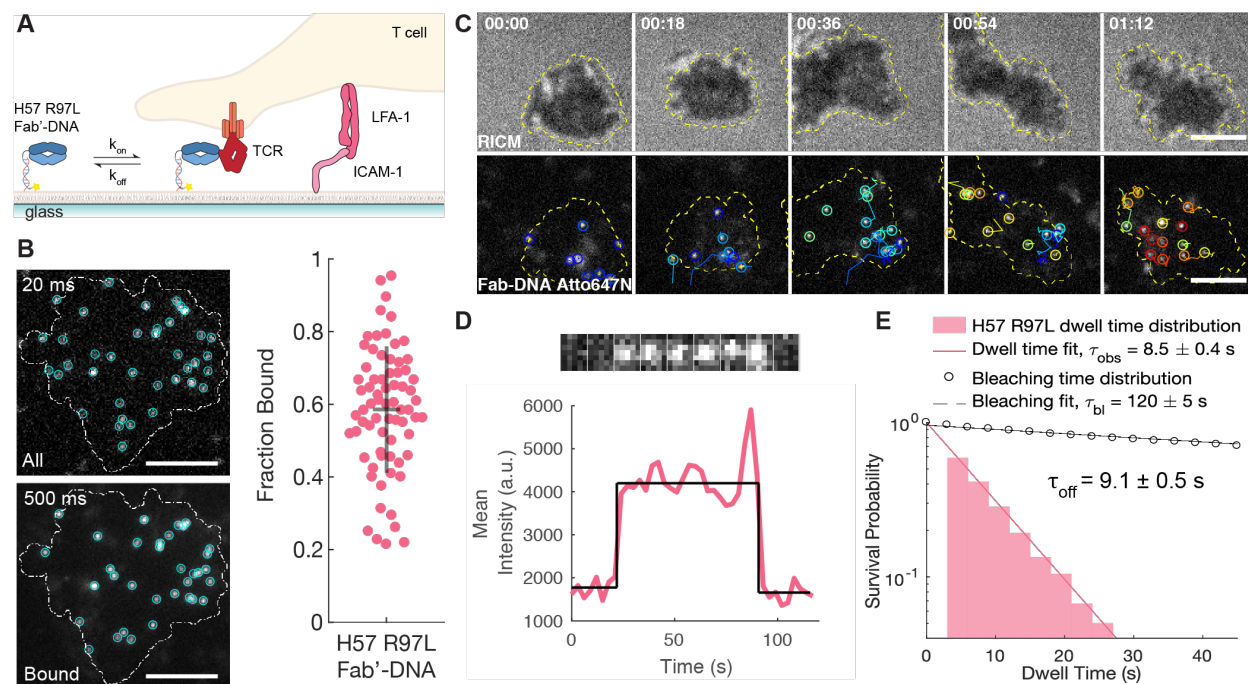 A
T cell
H57 R97L
Fab'-DNA
kon
koff
TCR
LFA-1
ICAM-1
glass
B
20 ms
All
500 ms
Bound
Fraction Bound
1
0.8
0.6
0.4
0.2
0
H57 R97L
Fab'-DNA
C
00:00
00:18
00:36
00:54
01:12
RICM
Fab-DNA Atto647N
D
Mean
Intensity (a.u.)
6000
5000
4000
3000
2000
1000
0
50
100
Time (s)
E
H57 R97L dwell time distribution
Dwell time fit, τobs = 8.5 ± 0.4 s
Bleaching time distribution
Bleaching fit, τbl = 120 ± 5 s
Survival Probability
10⁰
10⁻¹
τoff = 9.1 ± 0.5 s
0
10
20
30
40
Dwell Time (s)